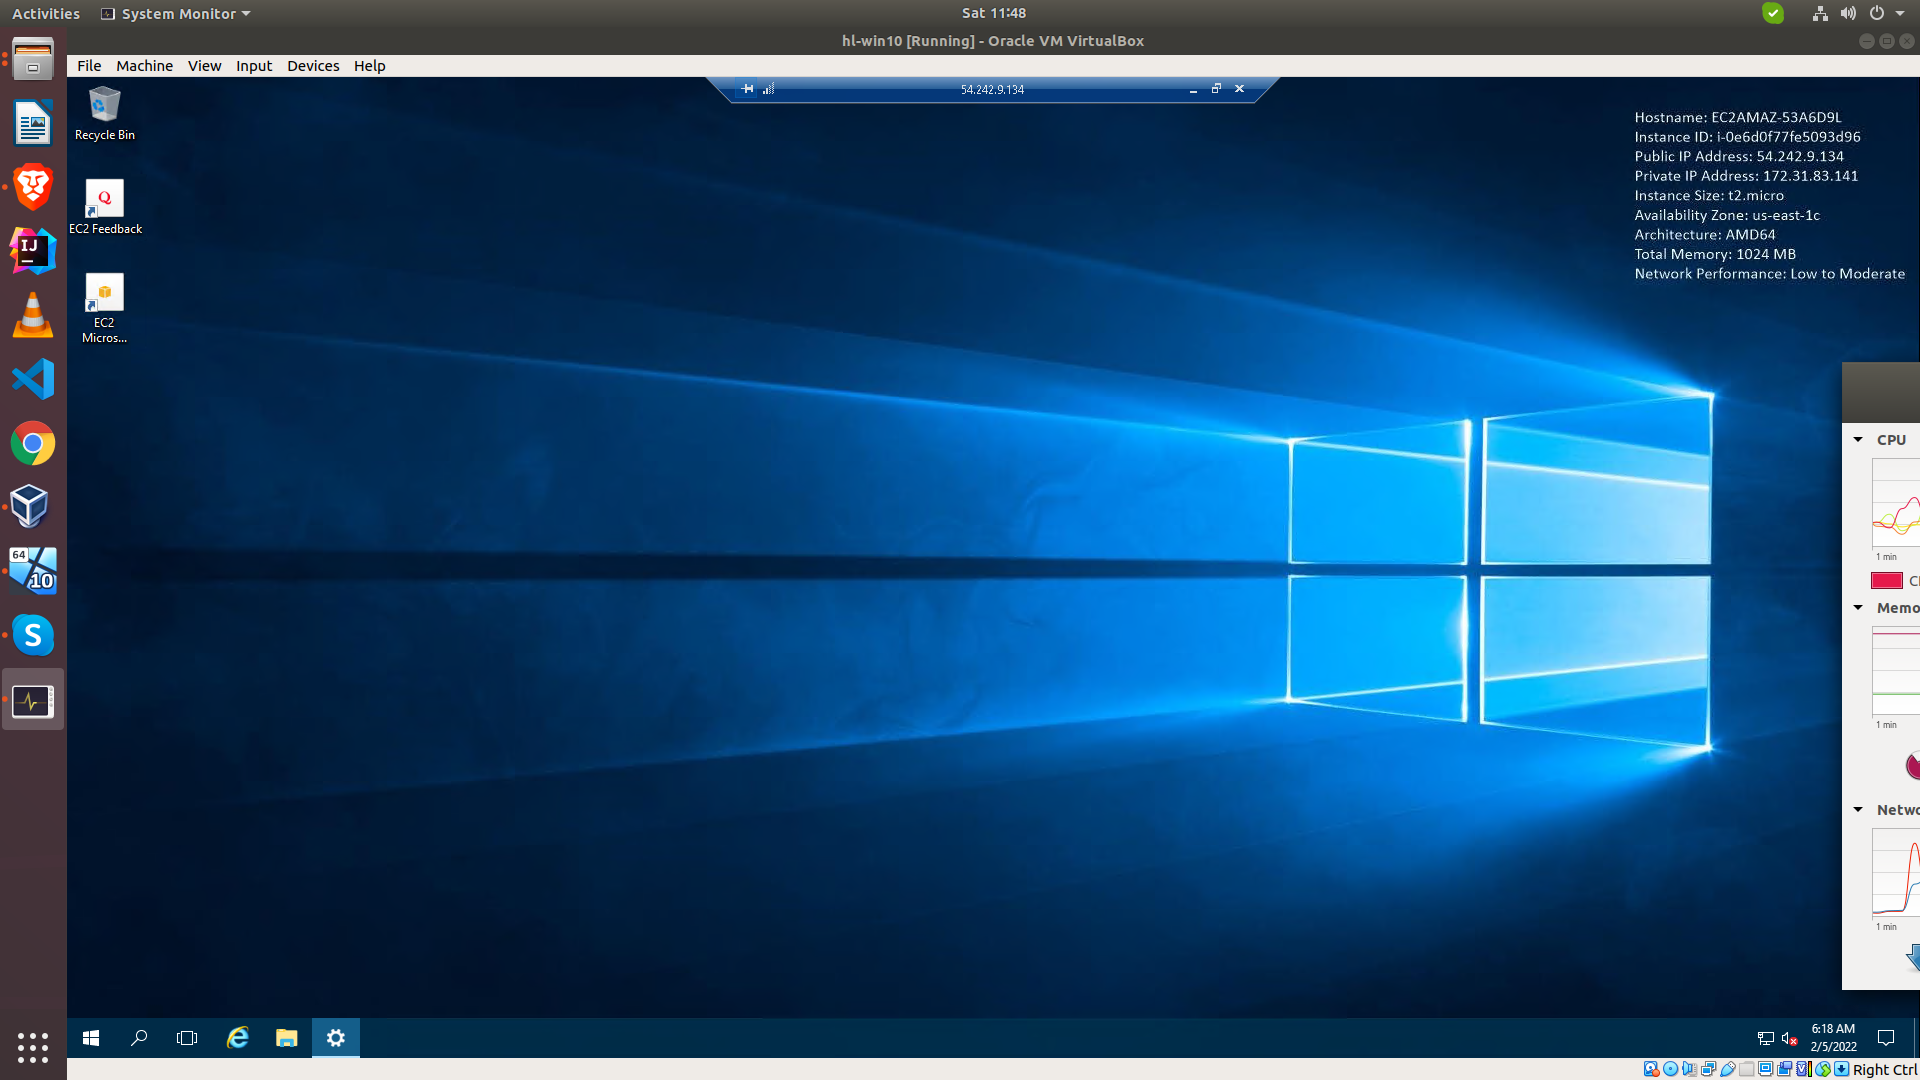 Activities
System Monitor
Sat 11:48
hl-win10 [Running] - Oracle VM VirtualBox
File Machine View Input Devices Help
54.242.9.134
Recycle Bin
EC2 Feedback
EC2
Micros...
Hostname: EC2AMAZ-53A6D9L
Instance ID: i-0e6d0f77fe5093d96
Public IP Address: 54.242.9.134
Private IP Address: 172.31.83.141
Instance Size: t2.micro
Availability Zone: us-east-1c
Architecture: AMD64
Total Memory: 1024 MB
Network Performance: Low to Moderate
IJ
64
10
S
Q
CPU
1 min
C
Memo
1 min
Netwo
1 min
6:18 AM
2/5/2022
Right Ctrl